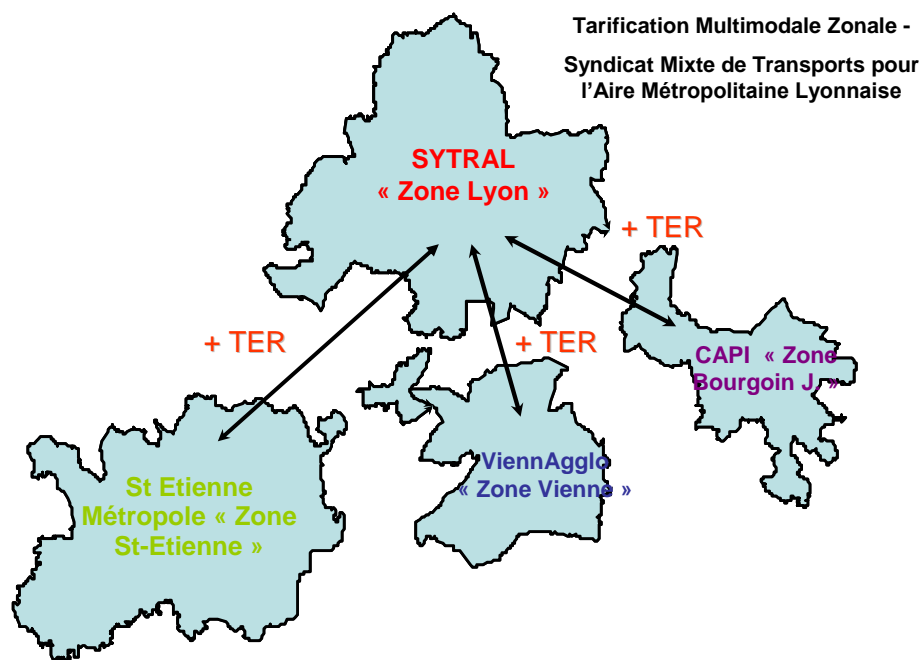 Tarification Multimodale Zonale -
Syndicat Mixte de Transports pour
l'Aire Métropolitaine Lyonnaise
SYTRAL
« Zone Lyon »
+ TER
+ TER
+ TER
CAPI « Zone
Bourgoin J. »
ViennAgglo
« Zone Vienne »
St Etienne
Métropole « Zone
St-Etienne »